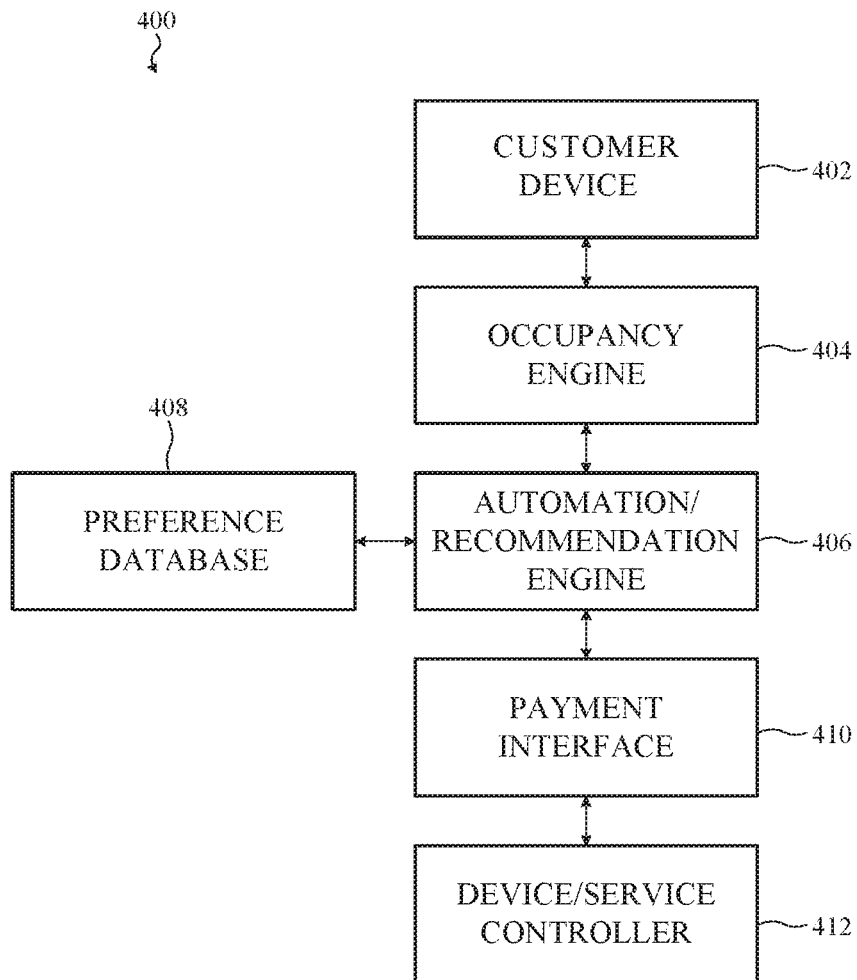 400
CUSTOMER
DEVICE
402
OCCUPANCY
ENGINE
404
408
PREFERENCE
DATABASE
AUTOMATION/
RECOMMENDATION
ENGINE
406
PAYMENT
INTERFACE
410
DEVICE/SERVICE
CONTROLLER
412